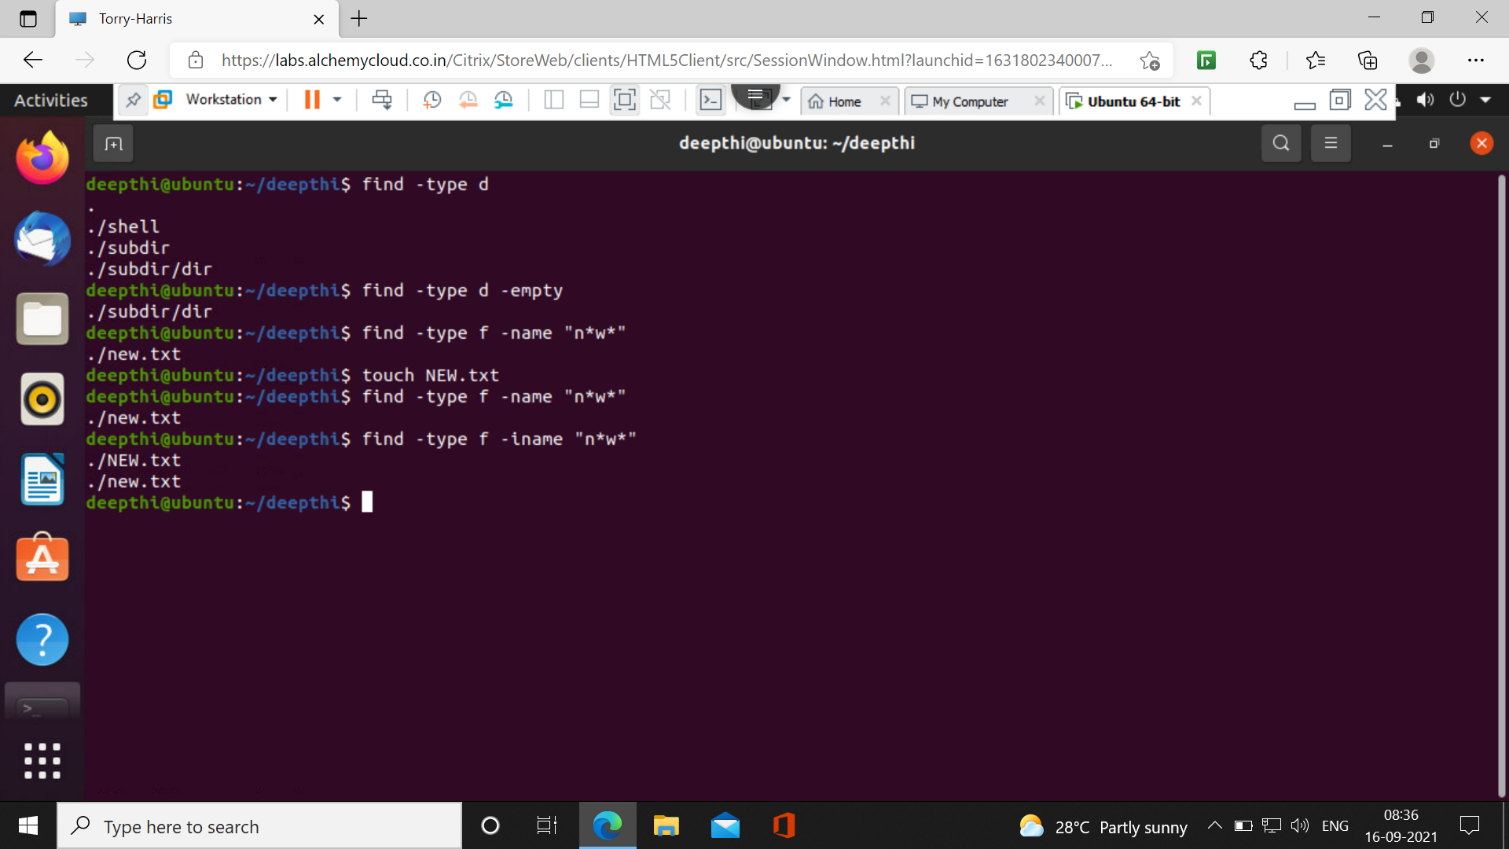 Torry-Harris
https://labs.alchemycloud.co.in/Citrix/StoreWeb/clients/HTML5Client/src/SessionWindow.html?launchid=1631802340007...
Activities
Workstation
Home
My Computer
Ubuntu 64-bit
deepthi@ubuntu: ~/deepthi
deepthi@ubuntu:~/deepthi$ find -type d
.
./shell
./subdir
./subdir/dir
deepthi@ubuntu:~/deepthi$ find -type d -empty
./subdir/dir
deepthi@ubuntu:~/deepthi$ find -type f -name "n*w*"
./new.txt
deepthi@ubuntu:~/deepthi$ touch NEW.txt
deepthi@ubuntu:~/deepthi$ find -type f -name "n*w*"
./new.txt
deepthi@ubuntu:~/deepthi$ find -type f -iname "n*w*"
./NEW.txt
./new.txt
deepthi@ubuntu:~/deepthi$
Type here to search
28°C Partly sunny
ENG
08:36
16-09-2021